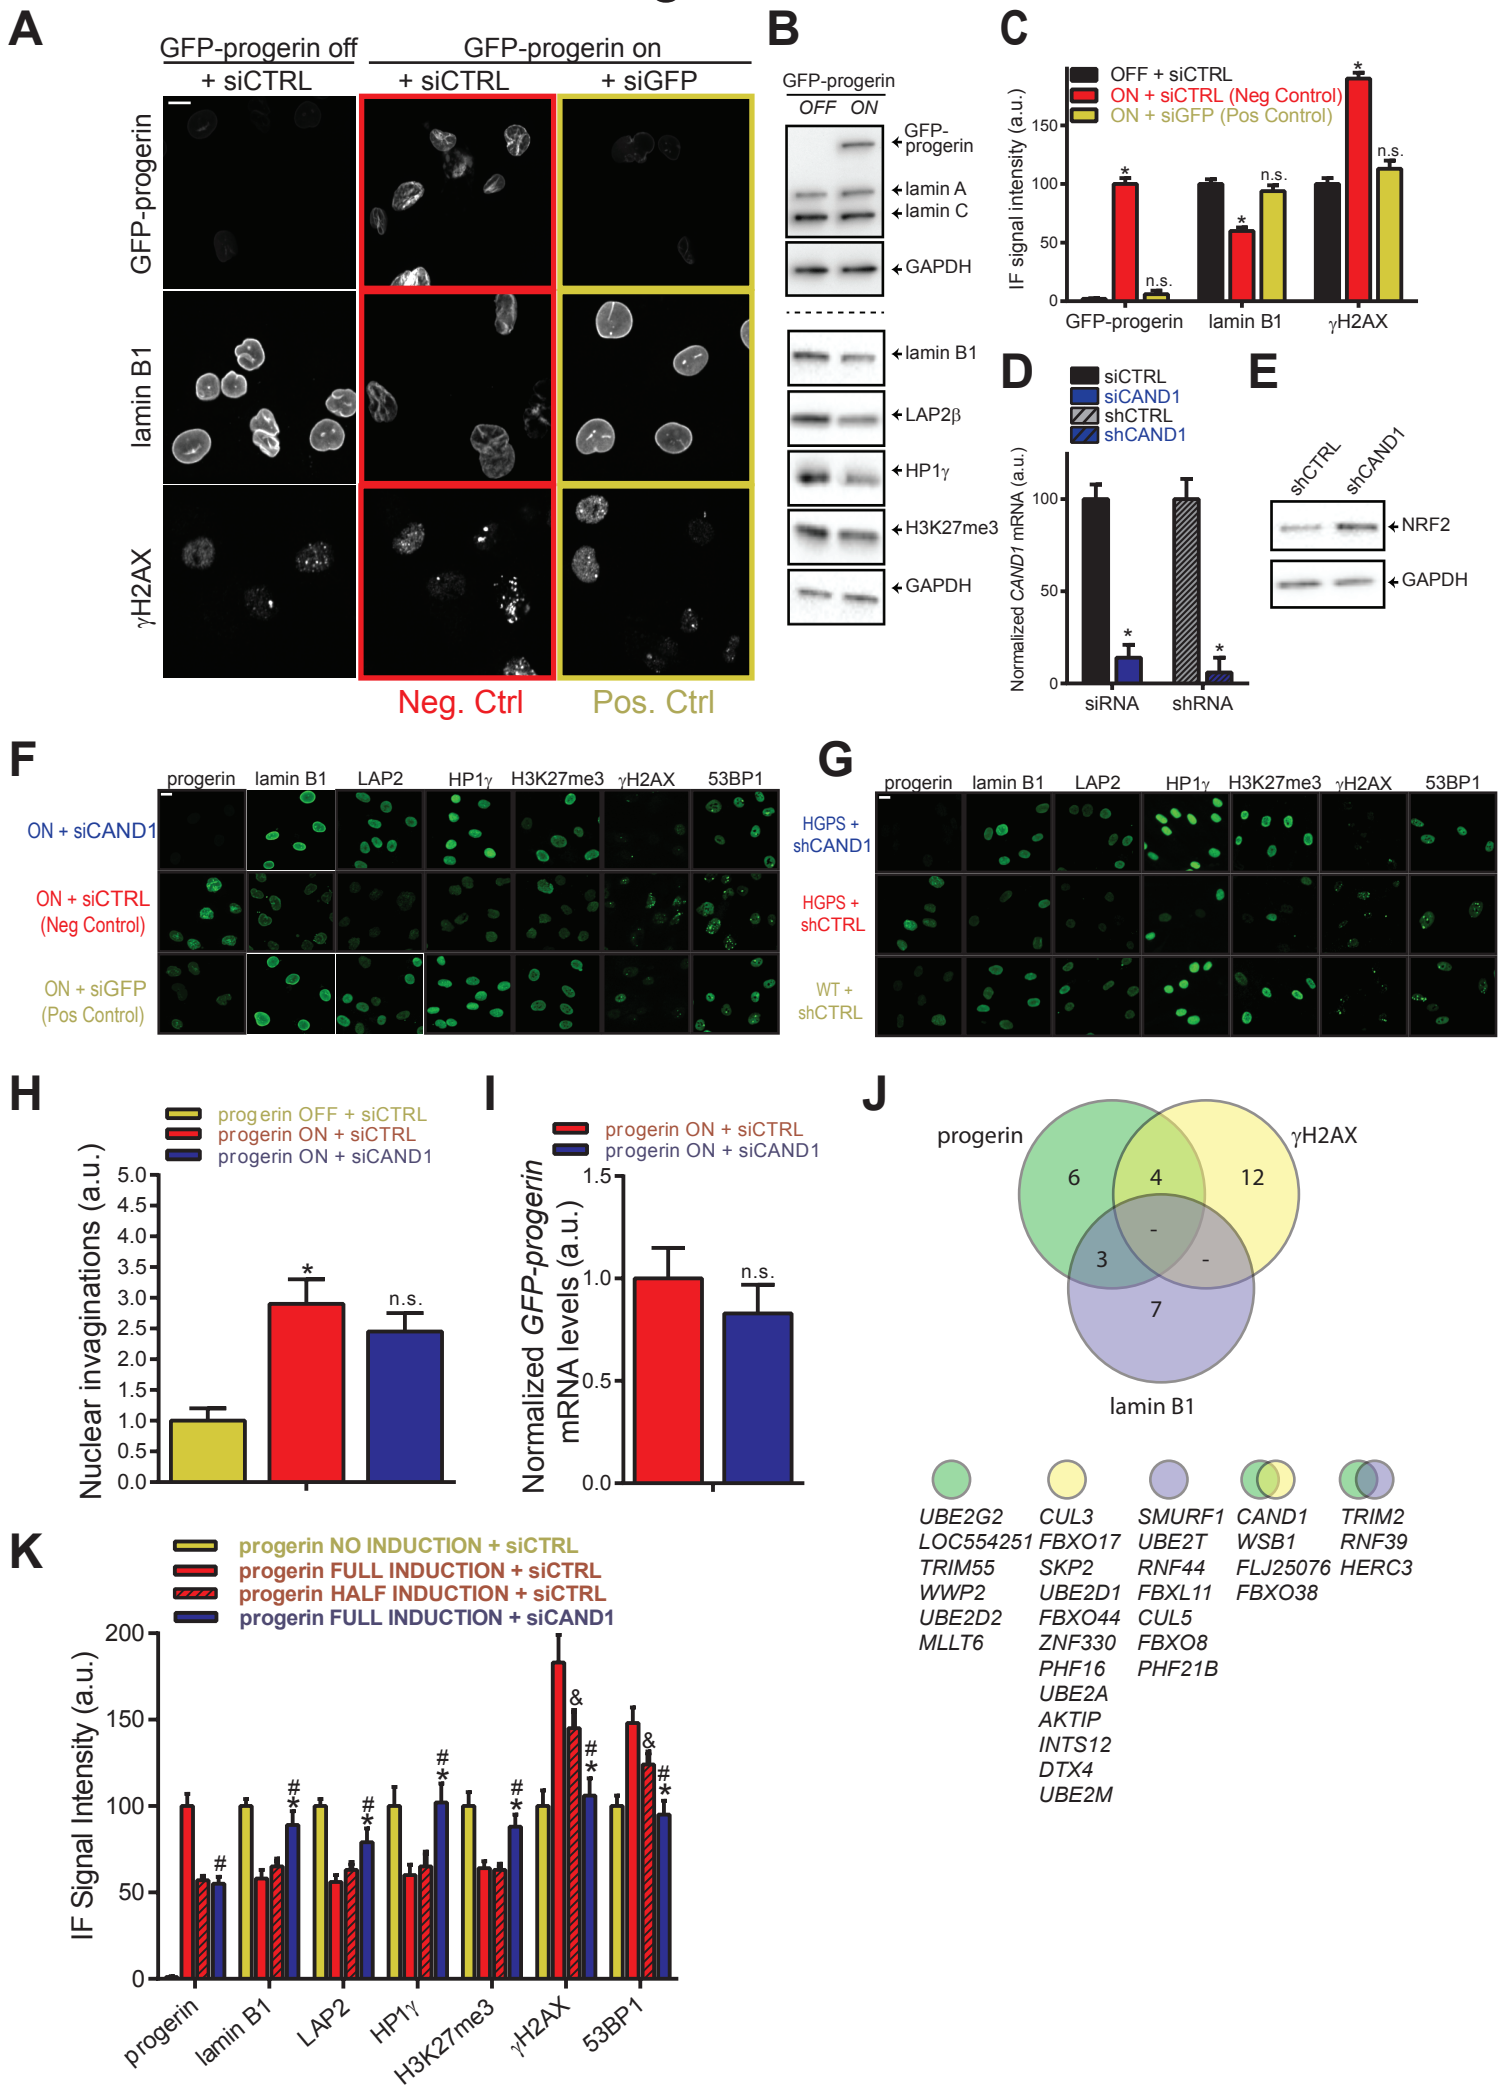 A
GFP-progerin off
GFP-progerin on
+ siCTRL
+ siCTRL
+ siGFP
GFP-progerin
lamin B1
γH2AX
Neg. Ctrl
Pos. Ctrl
B
GFP-progerin
OFF ON
GFP-
progerin
lamin A
lamin C
GAPDH
lamin B1
LAP2β
HP1γ
H3K27me3
GAPDH
C
OFF + siCTRL
ON + siCTRL (Neg Control)
ON + siGFP (Pos Control)
IF signal intensity (a.u.)
150
100
50
0
*
n.s.
*
n.s.
*
n.s.
GFP-progerin
lamin B1
γH2AX
D
siCTRL
siCAND1
shCTRL
shCAND1
Normalized CAND1 mRNA (a.u.)
100
50
0
*
*
siRNA
shRNA
E
shCTRL
shCAND1
NRF2
GAPDH
F
progerin lamin B1 LAP2 HP1γ H3K27me3 γH2AX 53BP1
ON + siCAND1
ON + siCTRL
(Neg Control)
ON + siGFP
(Pos Control)
G
progerin lamin B1 LAP2 HP1γ H3K27me3 γH2AX 53BP1
HGPS +
shCAND1
HGPS +
shCTRL
WT +
shCTRL
H
progerin OFF + siCTRL
progerin ON + siCTRL
progerin ON + siCAND1
Nuclear invaginations (a.u.)
5.0
4.5
4.0
3.5
3.0
2.5
2.0
1.5
1.0
0.5
0.0
*
n.s.
I
progerin ON + siCTRL
progerin ON + siCAND1
Normalized GFP-progerin
mRNA levels (a.u.)
1.5
1.0
0.5
0.0
n.s.
J
progerin
γH2AX
6
4
12
-
3
-
7
lamin B1
UBE2G2
LOC554251
TRIM55
WWP2
UBE2D2
MLLT6
CUL3
FBXO17
SKP2
UBE2D1
FBXO44
ZNF330
PHF16
UBE2A
AKTIP
INTS12
DTX4
UBE2M
SMURF1
UBE2T
RNF44
FBXL11
CUL5
FBXO8
PHF21B
CAND1
WSB1
FLJ25076
FBXO38
TRIM2
RNF39
HERC3
K
progerin NO INDUCTION + siCTRL
progerin FULL INDUCTION + siCTRL
progerin HALF INDUCTION + siCTRL
progerin FULL INDUCTION + siCAND1
IF Signal Intensity (a.u.)
200
150
100
50
0
#
#
*
#
*
#
*
#
*
&
#
*
&
#
*
progerin
lamin B1
LAP2
HP1γ
H3K27me3
γH2AX
53BP1